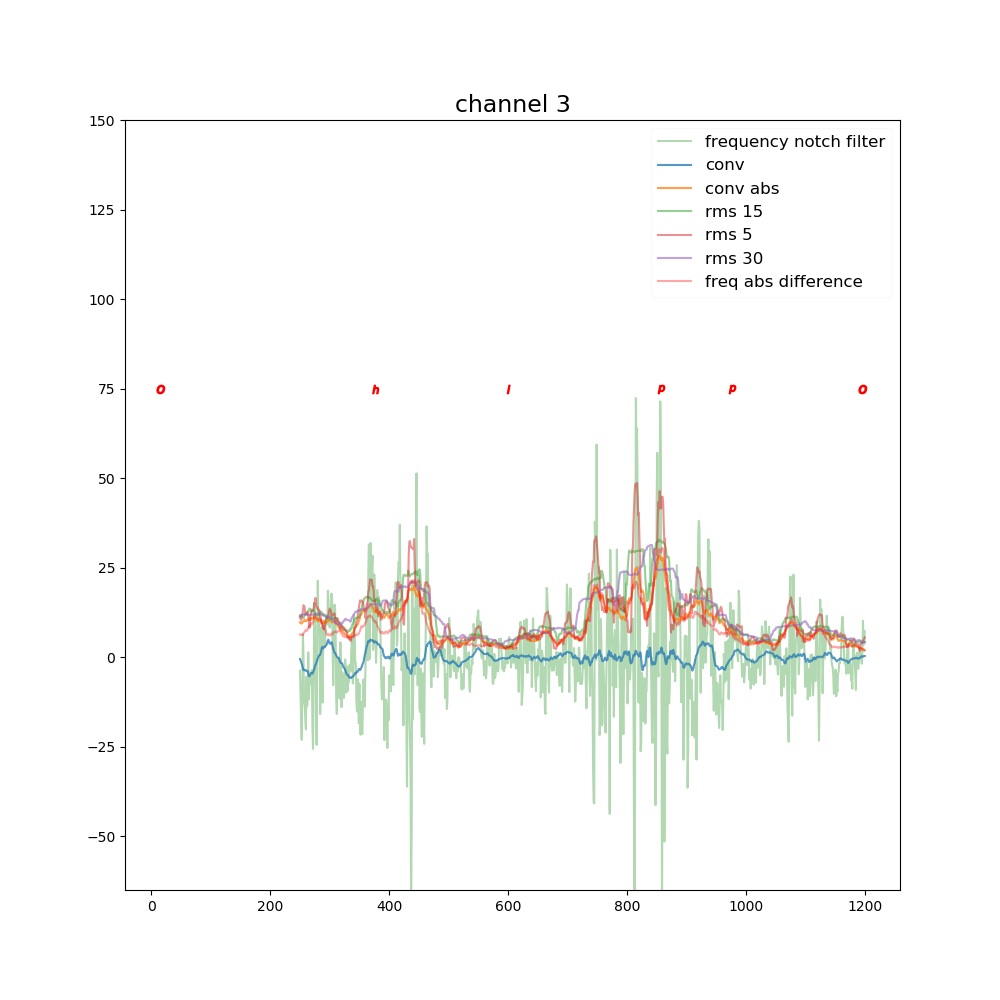 channel 3
150
125
100
75
50
25
0
−25
−50
frequency notch filter
conv
conv abs
rms 15
rms 5
rms 30
freq abs difference
O h l p p O
0 200 400 600 800 1000 1200